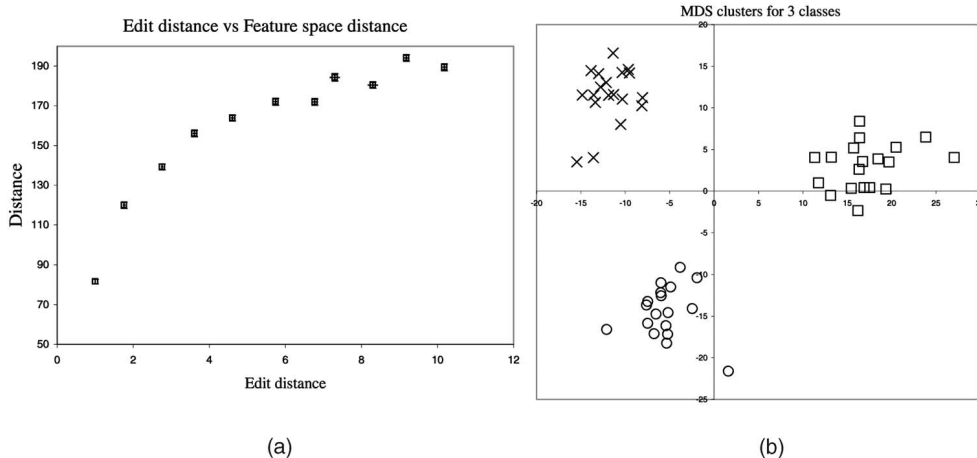 Edit distance vs Feature space distance
190
170
150
130
110
90
70
50
0 2 4 6 8 10 12
Distance
Edit distance
(a)
MDS clusters for 3 classes
20
15
10
5
0
-20 -15 -10 -5 0 5 10 15 20 25
-5
-10
-15
-20
-25
(b)